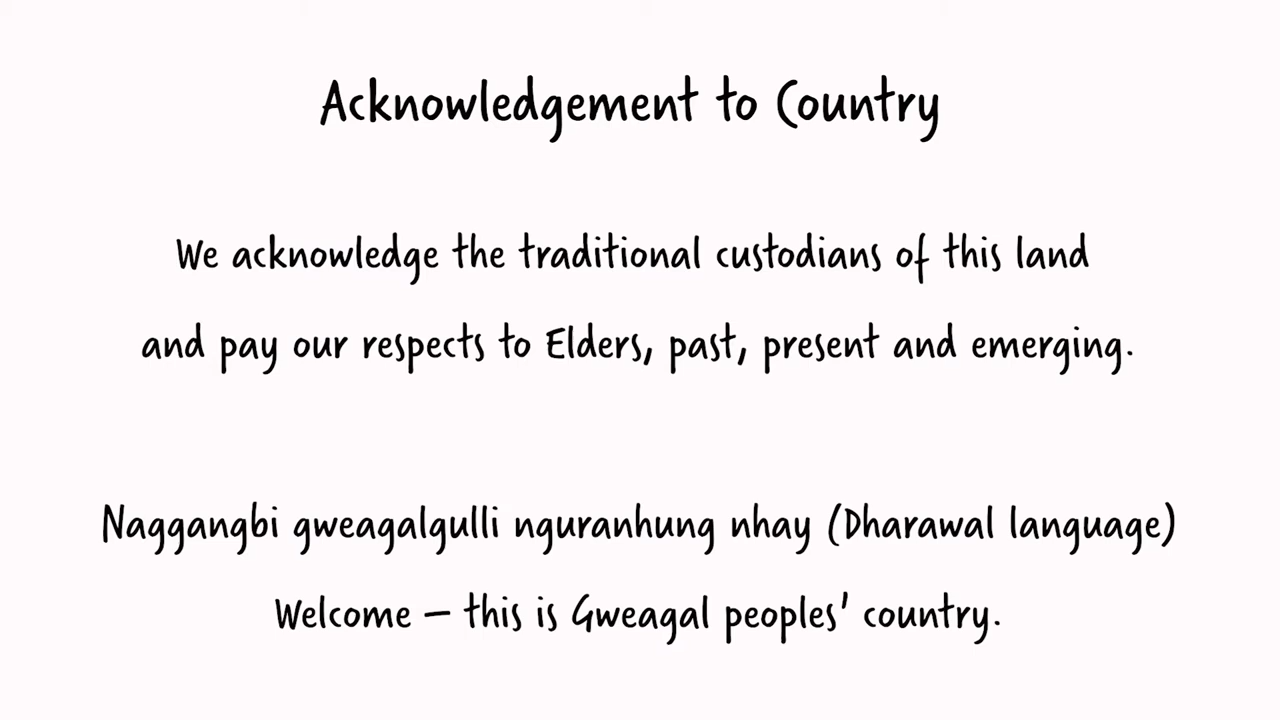 Acknowledgement to Country
We acknowledge the traditional custodians of this land
and pay our respects to Elders, past, present and emerging.
Naggangbi gweagalgulli nguranhung nhay (Dharawal language)
Welcome – this is Gweagal peoples' country.